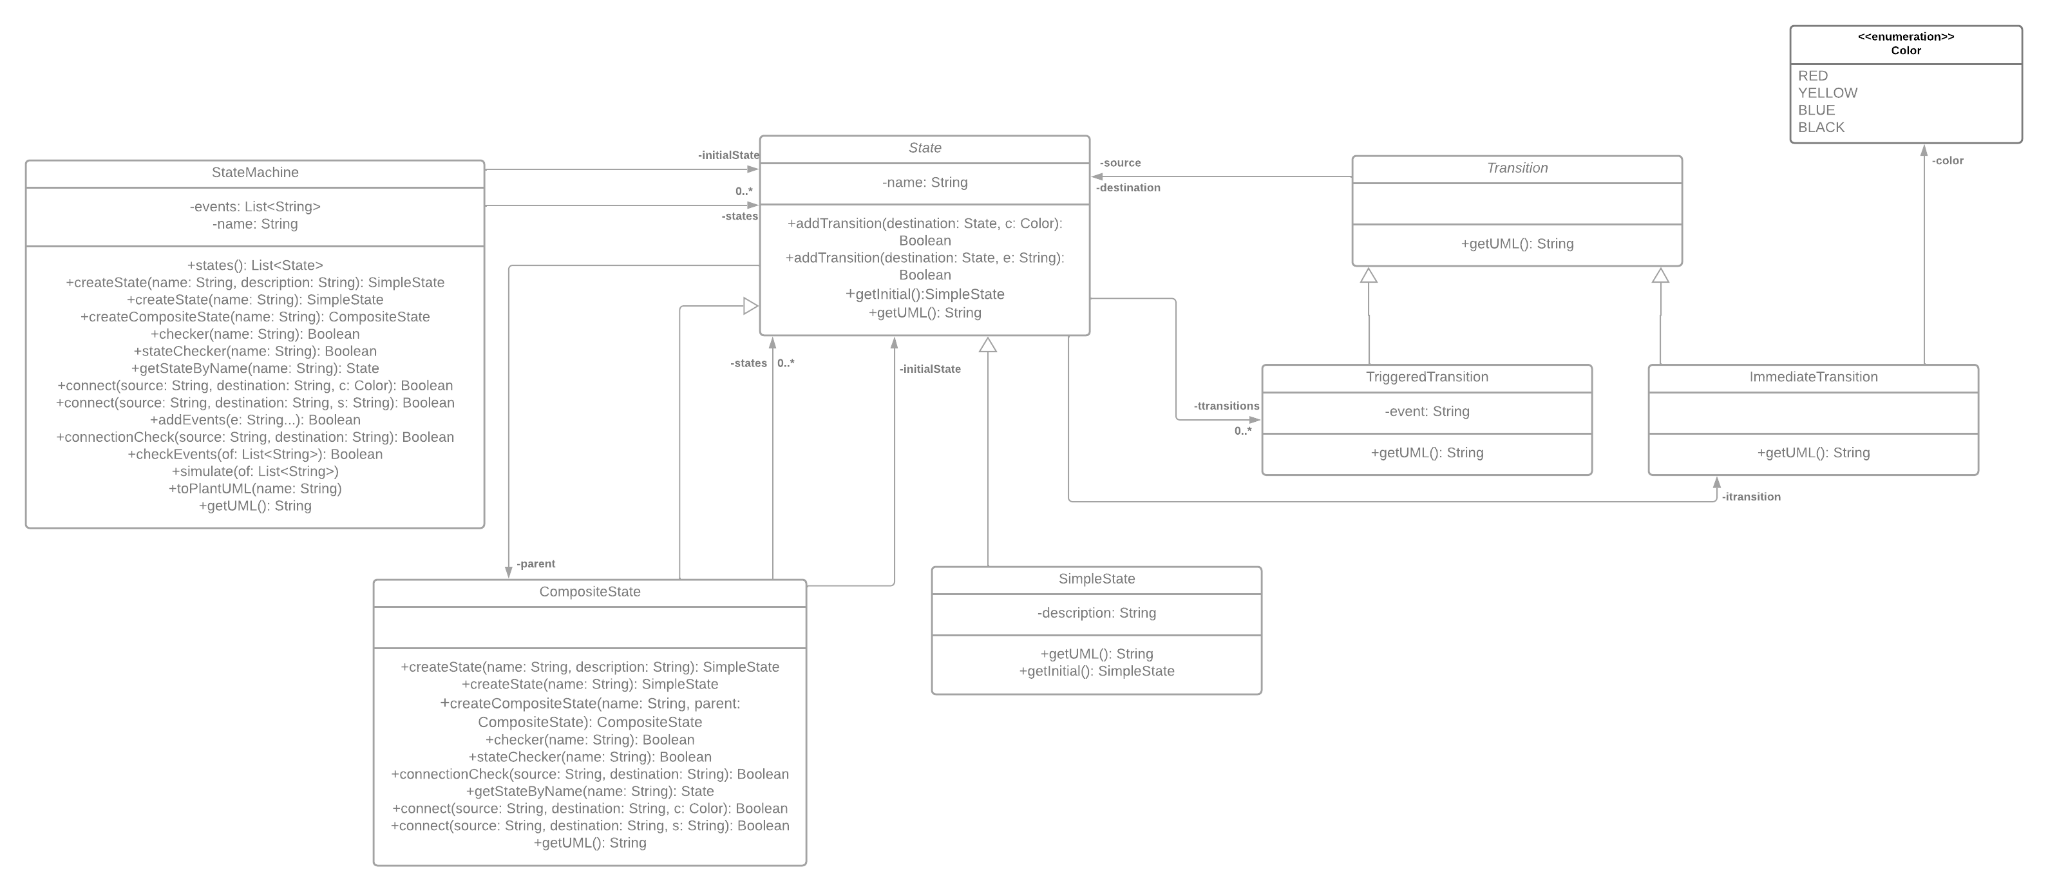 <<enumeration>>
Color
RED
YELLOW
BLUE
BLACK
-color
StateMachine
-events: List<String>
-name: String
+states(): List<State>
+createState(name: String, description: String): SimpleState
+createState(name: String): SimpleState
+createCompositeState(name: String): CompositeState
+checker(name: String): Boolean
+stateChecker(name: String): Boolean
+getStateByName(name: String): State
+connect(source: String, destination: String, c: Color): Boolean
+connect(source: String, destination: String, s: String): Boolean
+addEvents(e: String...): Boolean
+connectionCheck(source: String, destination: String): Boolean
+checkEvents(of: List<String>): Boolean
+simulate(of: List<String>)
+toPlantUML(name: String)
+getUML(): String
-initialState
0..*
-states
State
-name: String
+addTransition(destination: State, c: Color):
Boolean
+addTransition(destination: State, e: String):
Boolean
+getInitial():SimpleState
+getUML(): String
-source
-destination
Transition
+getUML(): String
-states
0..*
-initialState
-ttransitions
0..*
TriggeredTransition
-event: String
+getUML(): String
ImmediateTransition
+getUML(): String
-itransition
-parent
CompositeState
+createState(name: String, description: String): SimpleState
+createState(name: String): SimpleState
+createCompositeState(name: String, parent:
CompositeState): CompositeState
+checker(name: String): Boolean
+stateChecker(name: String): Boolean
+connectionCheck(source: String, destination: String): Boolean
+getStateByName(name: String): State
+connect(source: String, destination: String, c: Color): Boolean
+connect(source: String, destination: String, s: String): Boolean
+getUML(): String
SimpleState
-description: String
+getUML(): String
+getInitial(): SimpleState